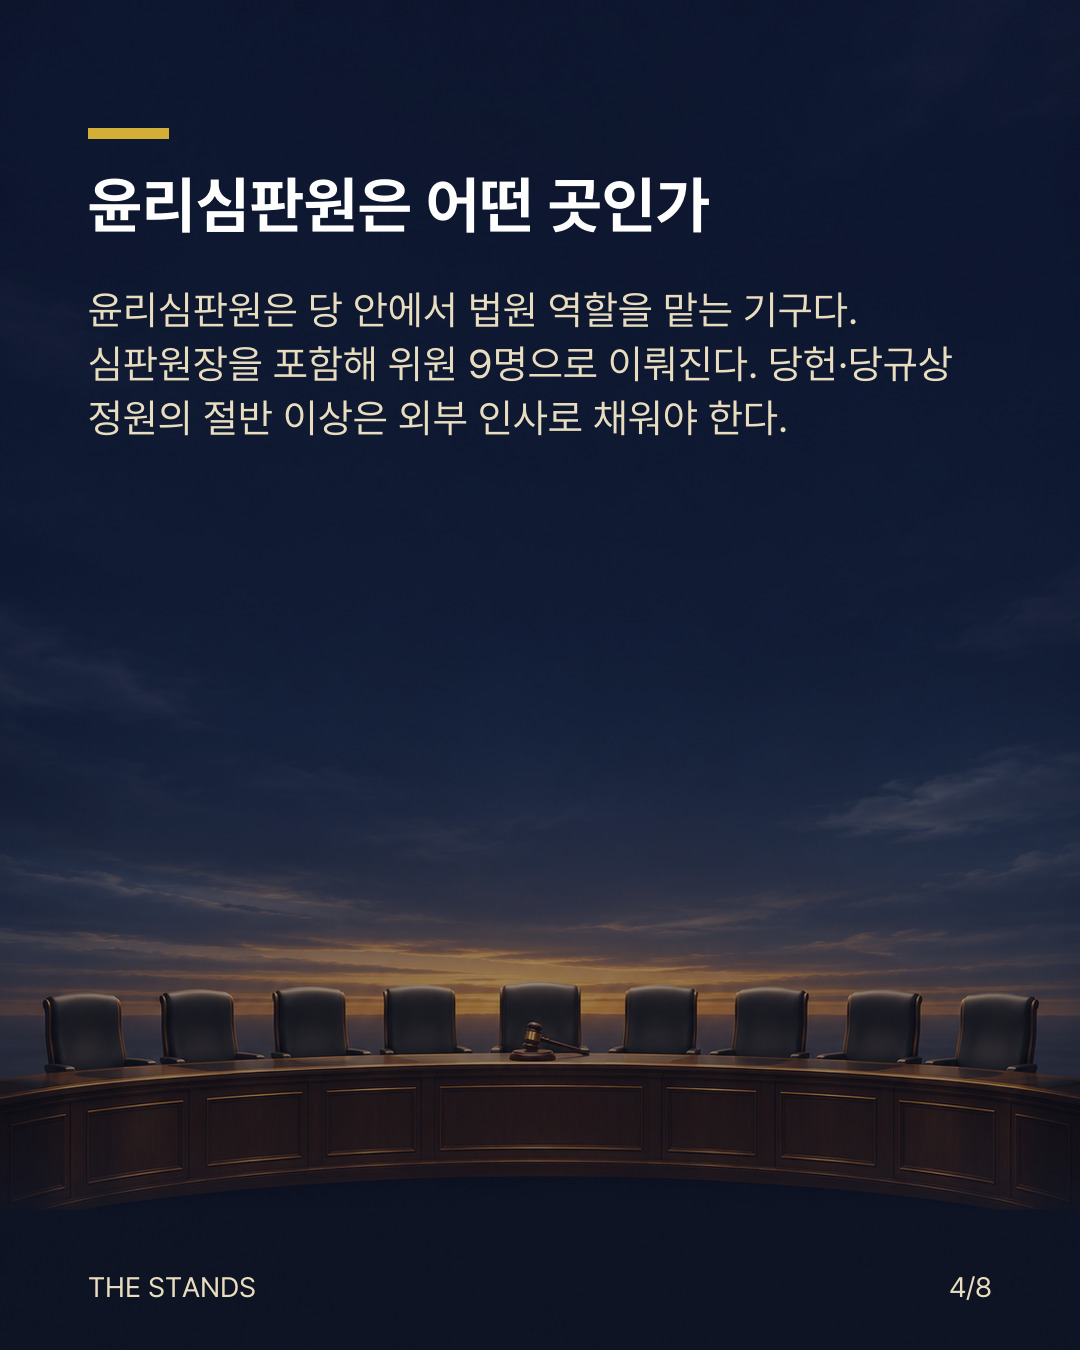 윤리심판원은 어떤 곳인가
윤리심판원은 당 안에서 법원 역할을 맡는 기구다.
심판원장을 포함해 위원 9명으로 이뤄진다. 당헌·당규상
정원의 절반 이상은 외부 인사로 채워야 한다.
THE STANDS
4/8